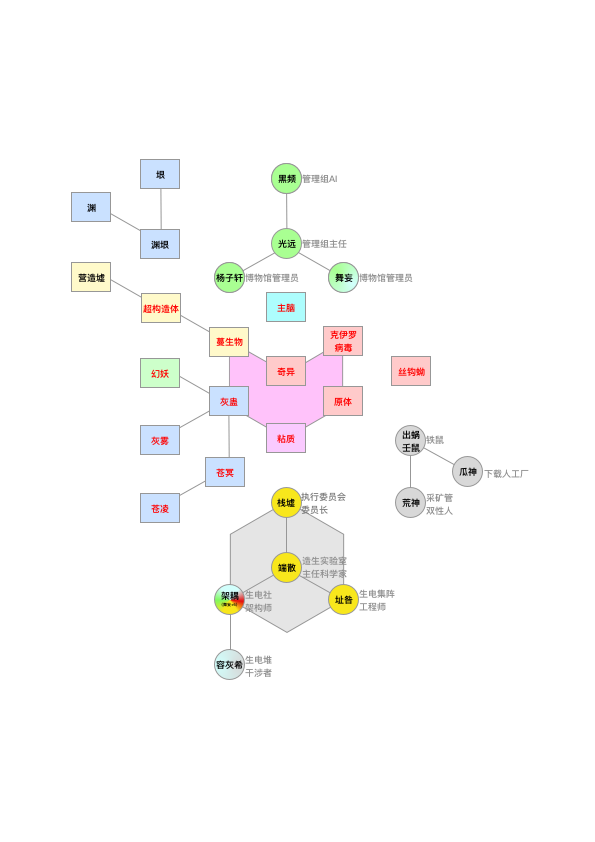 垠
黑频
管理组AI
渊
渊垠
光远
管理组主任
营造墟
杨子轩
博物馆管理员
舞妄
博物馆管理员
超构造体
主脑
蔓生物
克伊罗
病毒
幻妖
奇异
丝钩蝴
灰蛊
原体
灰雾
粘质
出蜗
壬鼠
铁鼠
苍冥
瓜神
下载人工厂
苍凌
栈墟
执行委员会
委员长
荒神
采矿管
双性人
端散
造生实验室
主任科学家
架耦
生电社
架构师
址昝
生电集阵
工程师
容灰希
生电堆
干涉者